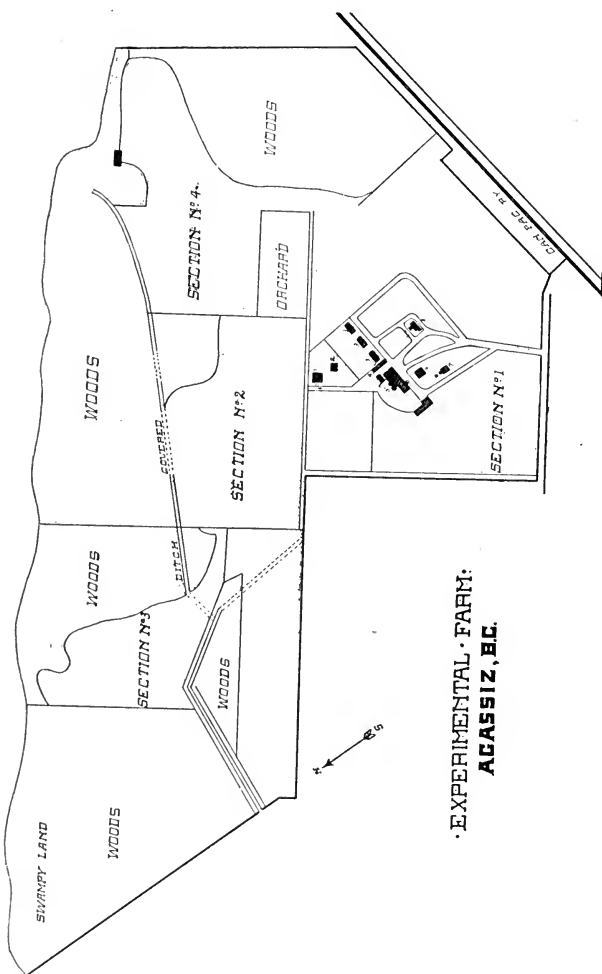 WOODS
CAN PAC RY
SECTION Nº 4.
ORCHARD
WOODS
COVERED
SECTION Nº 2
SECTION Nº 1
WOODS
DITCH
SECTION Nº 3
WOODS
SWAMPY LAND
WOODS
S
N
·EXPERIMENTAL·FARM:
AGASSIZ, B.C.